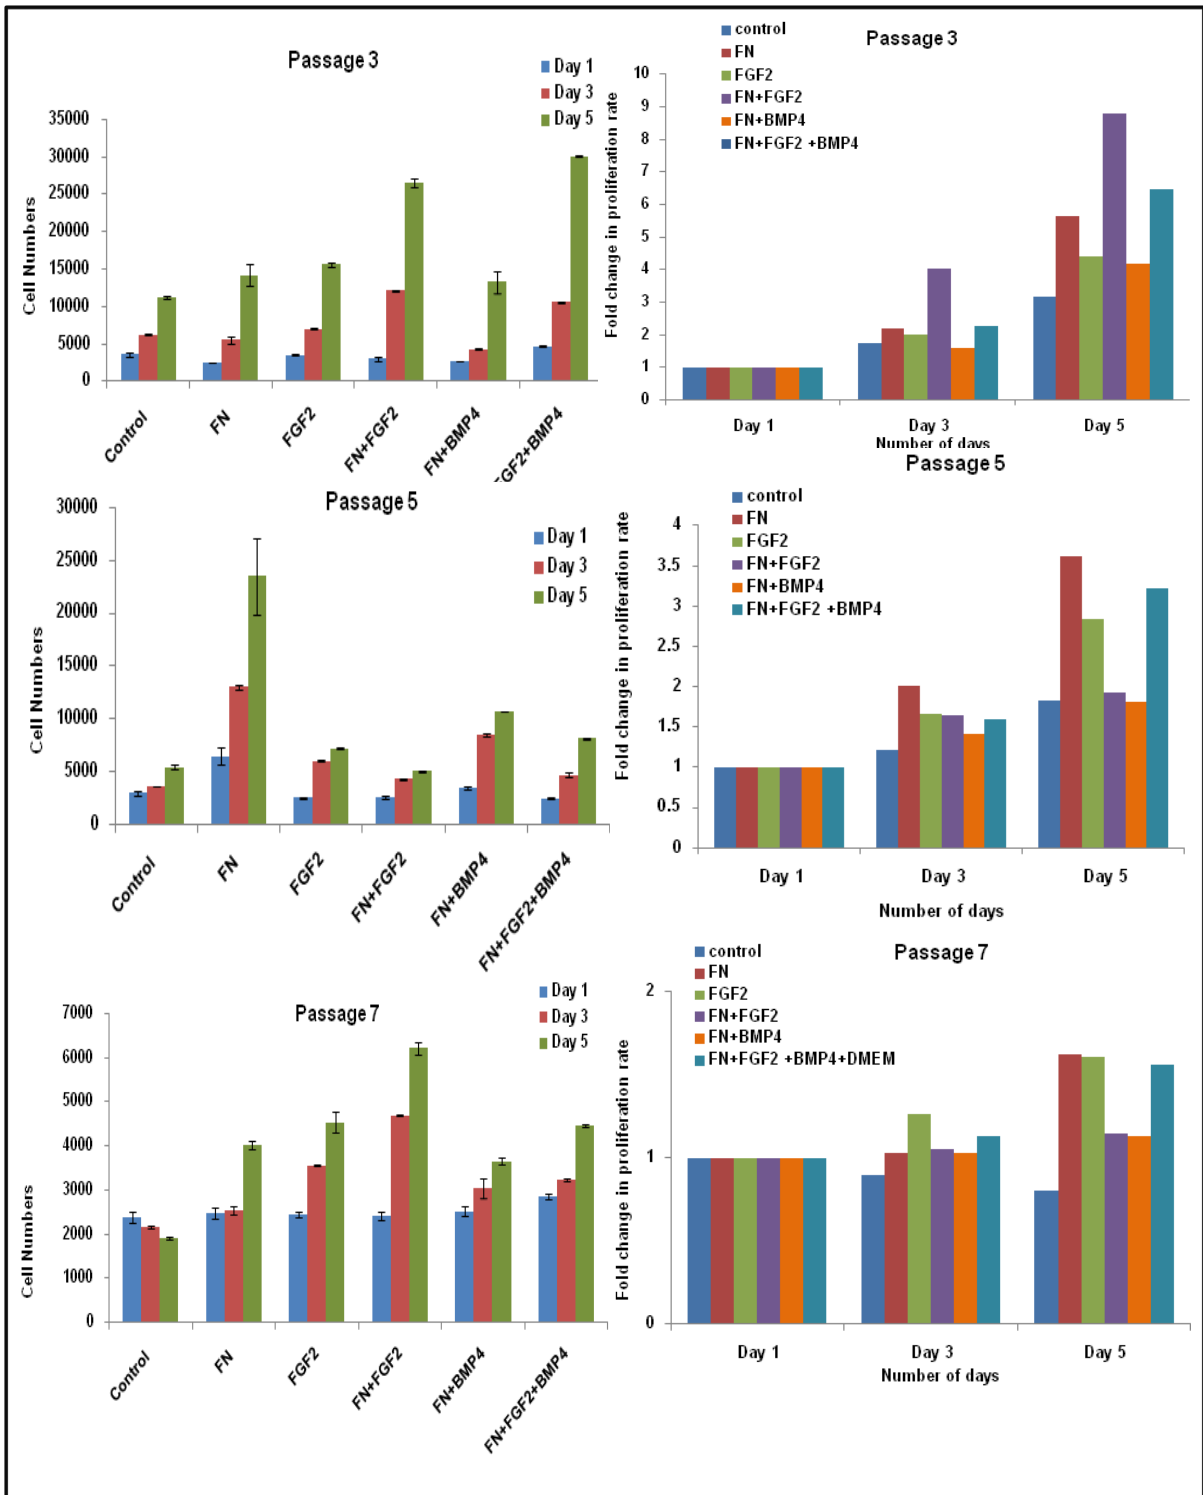 Passage 3
Day 1
Day 3
Day 5
35000
30000
25000
20000
15000
10000
5000
0
Cell Numbers
Control
FN
FGF2
FN+FGF2
FN+BMP4
FGF2+BMP4
control
FN
FGF2
FN+FGF2
FN+BMP4
FN+FGF2 +BMP4
Passage 3
10
9
8
7
6
5
4
3
2
1
0
Fold change in proliferation rate
Day 1
Day 3
Day 5
Number of days
Passage 5
Day 1
Day 3
Day 5
30000
25000
20000
15000
10000
5000
0
Cell Numbers
Control
FN
FGF2
FN+FGF2
FN+BMP4
FN+FGF2+BMP4
Passage 5
control
FN
FGF2
FN+FGF2
FN+BMP4
FN+FGF2 +BMP4
4
3.5
3
2.5
2
1.5
1
0.5
0
Fold change in proliferation rate
Day 1
Day 3
Day 5
Number of days
Passage 7
Day 1
Day 3
Day 5
7000
6000
5000
4000
3000
2000
1000
0
Cell Numbers
Control
FN
FGF2
FN+FGF2
FN+BMP4
FN+FGF2+BMP4
Passage 7
control
FN
FGF2
FN+FGF2
FN+BMP4
FN+FGF2 +BMP4+DMEM
2
1
0
Fold change in proliferation rate
Day 1
Day 3
Day 5
Number of days